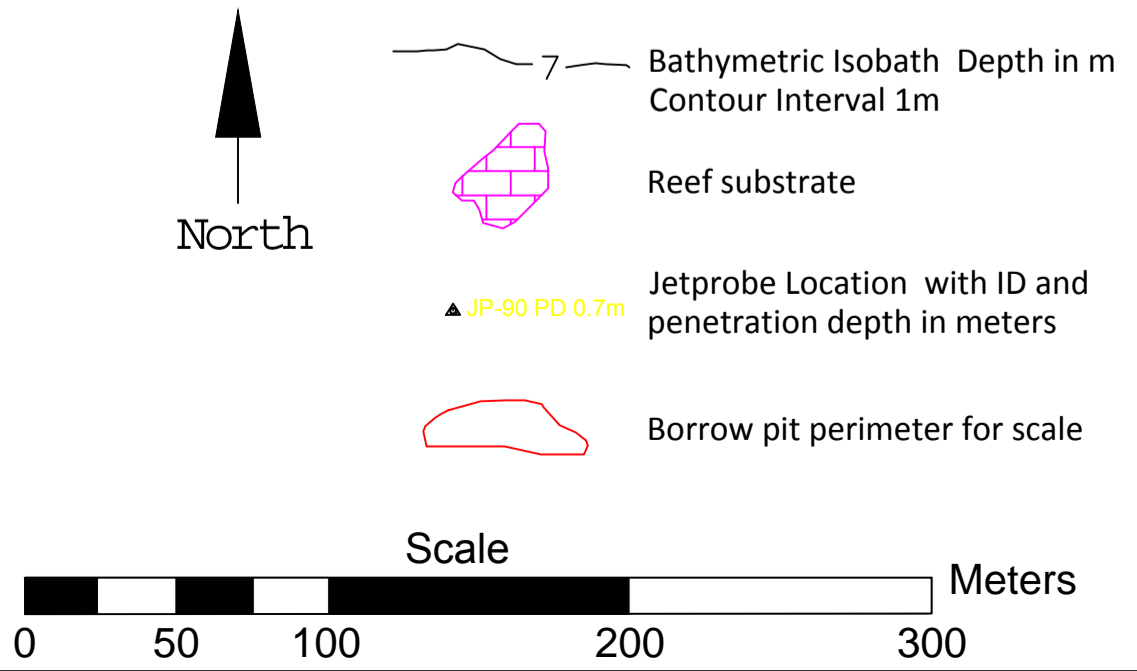 7
Bathymetric Isobath Depth in m
Contour Interval 1m
North
Reef substrate
JP-90 PD 0.7m
Jetprobe Location with ID and
penetration depth in meters
Borrow pit perimeter for scale
Scale
Meters
0 50 100 200 300